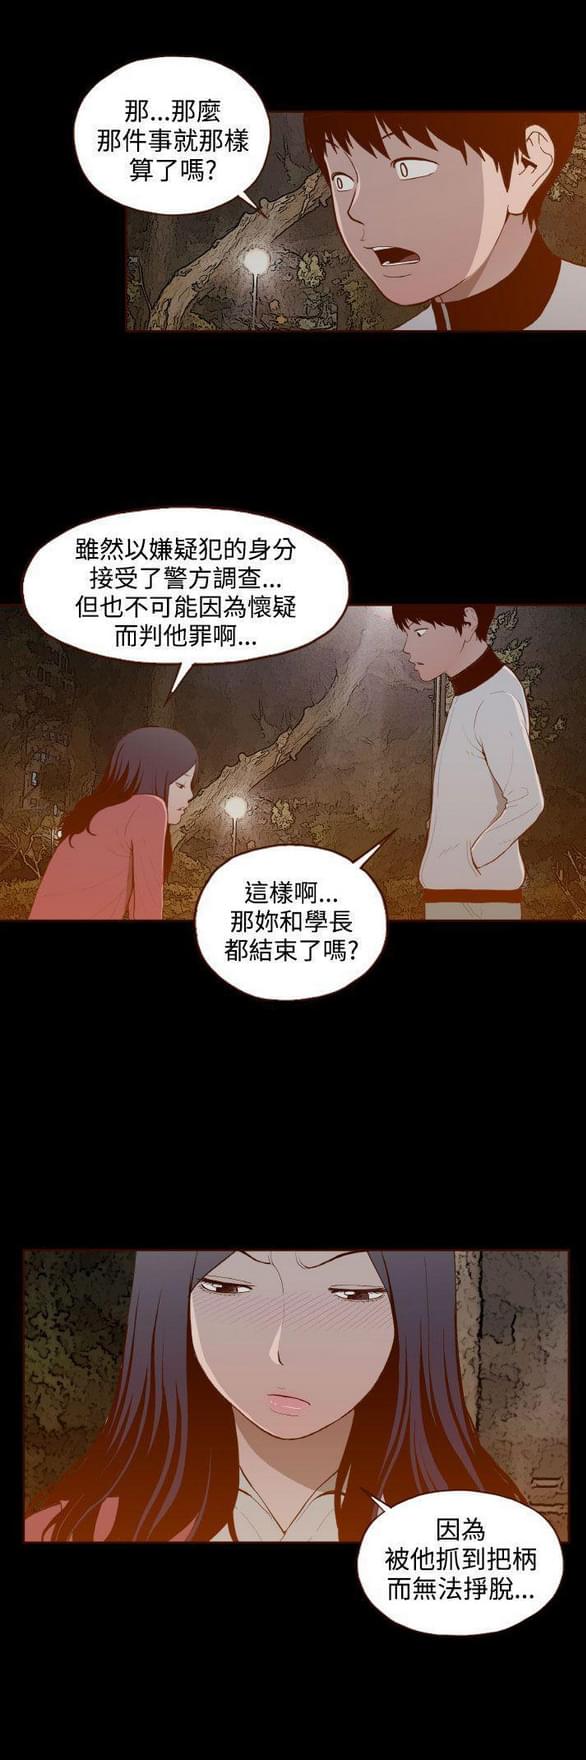 那...那麼
那件事就那樣
算了嗎?
雖然以嫌疑犯的身分
接受了警方調查...
但也不可能因為懷疑
而判他罪啊...
這樣啊...
那妳和學長
都結束了嗎?
因為
被他抓到把柄
而無法掙脫...